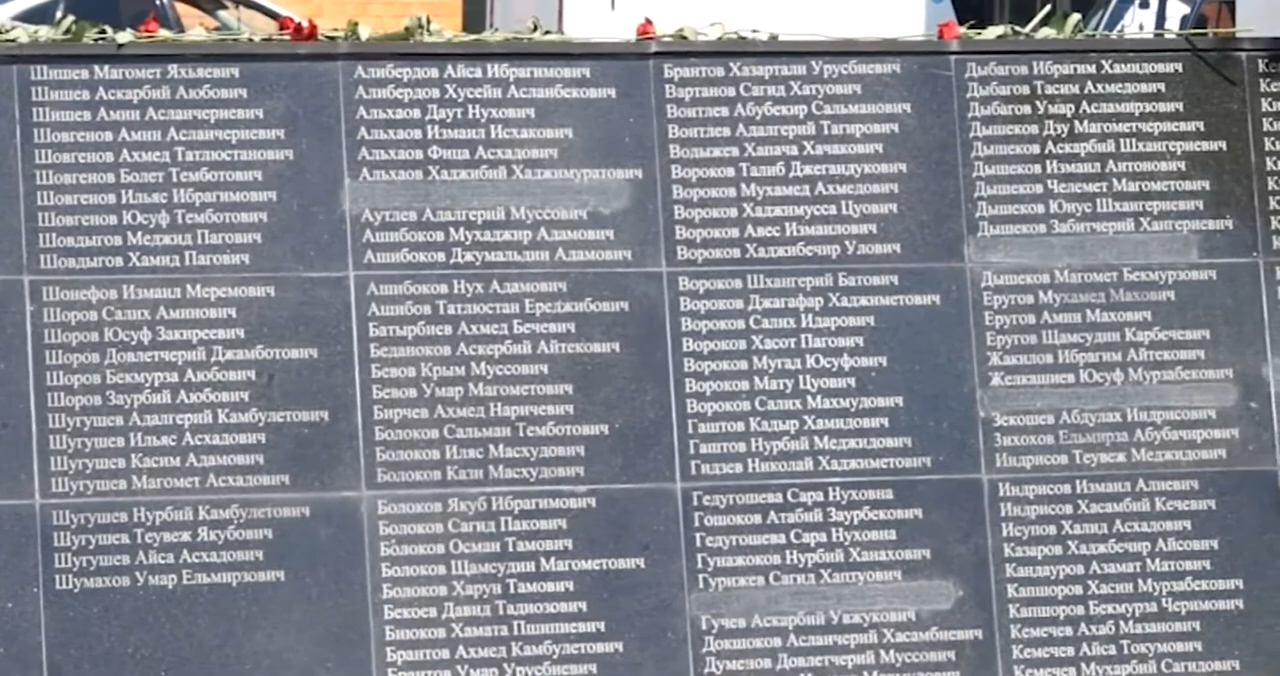 Шишев Магомет Яхьяевич
Шишев Аскарбий Аюбович
Шишев Амин Асланчериевич
Шовгенов Амин Асланчериевич
Шовгенов Ахмед Татлюстанович
Шовгенов Болет Темботович
Шовгенов Ильяс Ибрагимович
Шовгенов Юсуф Темботович
Шовдыгов Меджид Пагович
Шовдыгов Хамид Пагович
Шонефов Измаил Меремович
Шоров Салих Аминович
Шоров Юсуф Закиреевич
Шоров Довлетчерий Джамботович
Шоров Бекмурза Аюбович
Шоров Заурбий Аюбович
Шугушев Адалгерий Камбулетович
Шугушев Ильяс Асхадович
Шугушев Касим Адамович
Шугушев Магомет Асхадович
Шугушев Нурбий Камбулетович
Шугушев Теувеж Якубович
Шугушев Айса Асхадович
Шумахов Умар Ельмирзович
Алибердов Айса Ибрагимович
Алибердов Хусейн Асланбекович
Альхаов Даут Нухович
Альхаов Измаил Исхакович
Альхаов Фица Асхадович
Альхаов Хаджибий Хаджимуратович
Аутлев Адалгерий Муссович
Ашибоков Мухаджир Адамович
Ашибоков Джумальдин Адамович
Ашибоков Нух Адамович
Ашибов Татлюстан Ереджибович
Батырбиев Ахмед Бечевич
Беданоков Аскербий Айтекович
Бевов Крым Муссович
Бевов Умар Магометович
Бирчев Ахмед Наричевич
Болоков Сальман Темботович
Болоков Иляс Масхудович
Болоков Кази Масхудович
Болоков Якуб Ибрагимович
Болоков Сагид Пакович
Болоков Осман Тамович
Болоков Щамсудин Магометович
Болоков Харун Тамович
Бекоев Давид Тадиозович
Биюков Хамата Пшипиевич
Брантов Ахмед Камбулетович
Брантов Умар Урусбиевич
Брантов Хазартали Урусбиевич
Вартанов Сагид Хатуович
Воитлев Абубекир Сальманович
Воитлев Адалгерий Тагирович
Волыжев Хапача Хачакович
Вороков Талиб Джегандукович
Вороков Мухамед Ахмедович
Вороков Хаджимусса Цуович
Вороков Авес Измаилович
Вороков Хаджибечир Улович
Вороков Шхангерий Батович
Вороков Джагафар Хаджиметович
Вороков Салих Идарович
Вороков Хасот Пагович
Вороков Мугад Юсуфович
Вороков Мату Цуович
Вороков Салих Махмудович
Гаштов Кадыр Хамидович
Гаштов Нурбий Меджидович
Гидзев Николай Хаджиметович
Гедугошева Сара Нуховна
Гошоков Атабий Заурбекович
Гедугошева Сара Нуховна
Гунажоков Нурбий Ханахович
Гурижев Сагид Хаптуович
Гучев Аскарбий Увжукович
Докшоков Асланчерий Хасамбиевич
Думенов Довлетчерий Муссович
Дыбагов Ибрагим Хамидович
Дыбагов Тасим Ахмедович
Дыбагов Умар Асламирзович
Дышеков Дзу Магометчериевич
Дышеков Аскарбий Шхангериевич
Дышеков Измаил Антонович
Дышеков Челемет Магометович
Дышеков Юнус Шхангериевич
Дышеков Забитчерий Хангериевич
Дышеков Магомет Бекмурзович
Еругов Мухамед Махович
Еругов Амин Махович
Еругов Щамсудин Карбечевич
Жакилов Ибрагим Айтекович
Желкашиев Юсуф Мурзабекович
Зекошев Абдулах Индрисович
Зихохов Ельмирза Абубачирович
Индрисов Теувеж Меджидович
Индрисов Измаил Алиевич
Индрисов Хасамбий Кечевич
Исупов Халид Асхадович
Казаров Хаджбечир Айсович
Кандауров Азамат Матович
Капшоров Хасин Мурзабекович
Капшоров Бекмурза Черимович
Кемечев Ахаб Мазанович
Кемечев Айса Токумович
Кемечев Мухарбий Сагидович